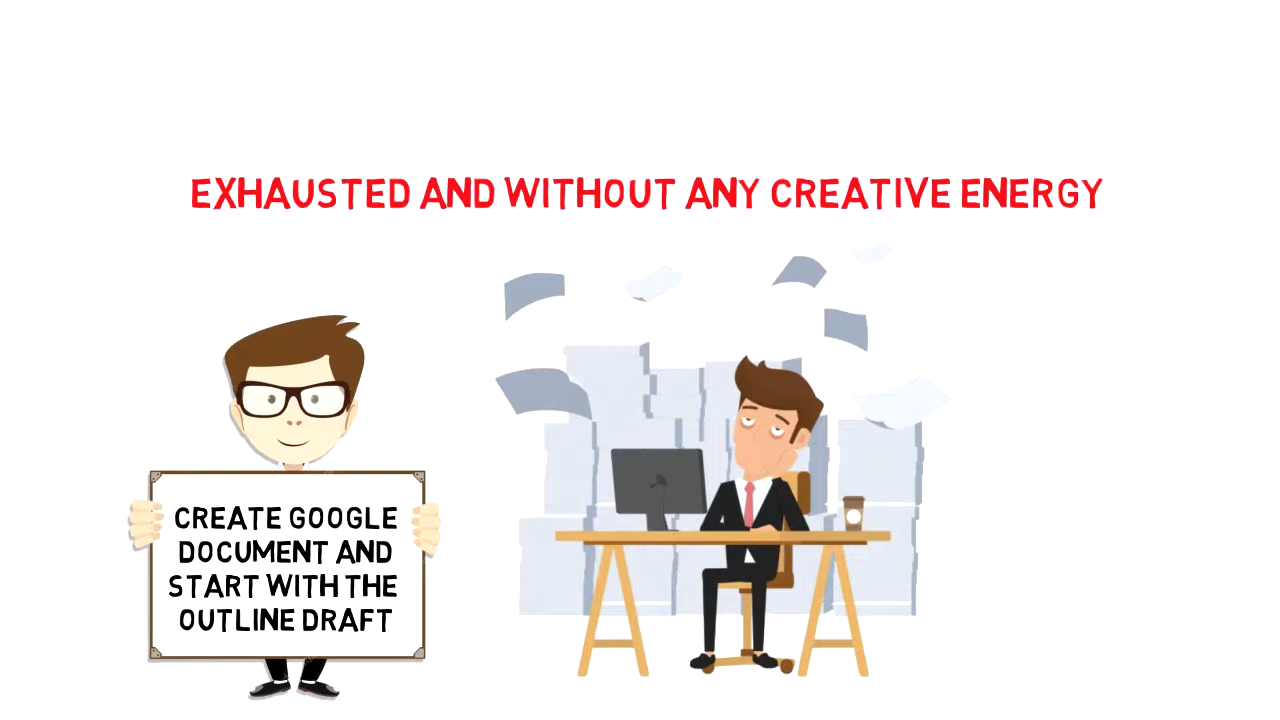 EXHAUSTED AND WITHOUT ANY CREATIVE ENERGY
CREATE GOOGLE
DOCUMENT AND
START WITH THE
OUTLINE DRAFT